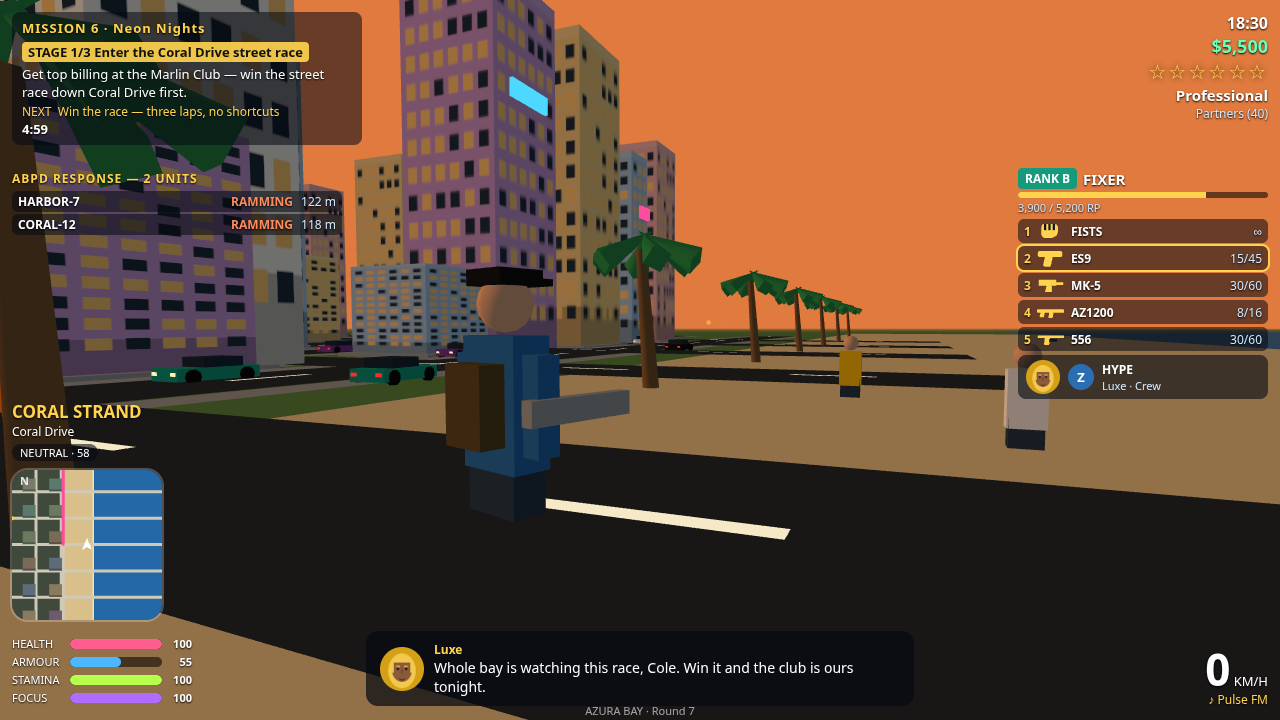 MISSION 6 · Neon Nights
STAGE 1/3 Enter the Coral Drive street race
Get top billing at the Marlin Club — win the street
race down Coral Drive first.
NEXT Win the race — three laps, no shortcuts
4:59
ABPD RESPONSE — 2 UNITS
HARBOR-7 RAMMING 122 m
CORAL-12 RAMMING 118 m
18:30
$5,500
☆☆☆☆☆☆
Professional
Partners (40)
RANK B FIXER
3,900 / 5,200 RP
1 FISTS ∞
2 ES9 15/45
3 MK-5 30/60
4 AZ1200 8/16
5 556 30/60
Z HYPE
Luxe · Crew
CORAL STRAND
Coral Drive
NEUTRAL · 58
N
HEALTH 100
ARMOUR 55
STAMINA 100
FOCUS 100
Luxe
Whole bay is watching this race, Cole. Win it and the club is ours
tonight.
AZURA BAY · Round 7
0 KM/H
♪ Pulse FM